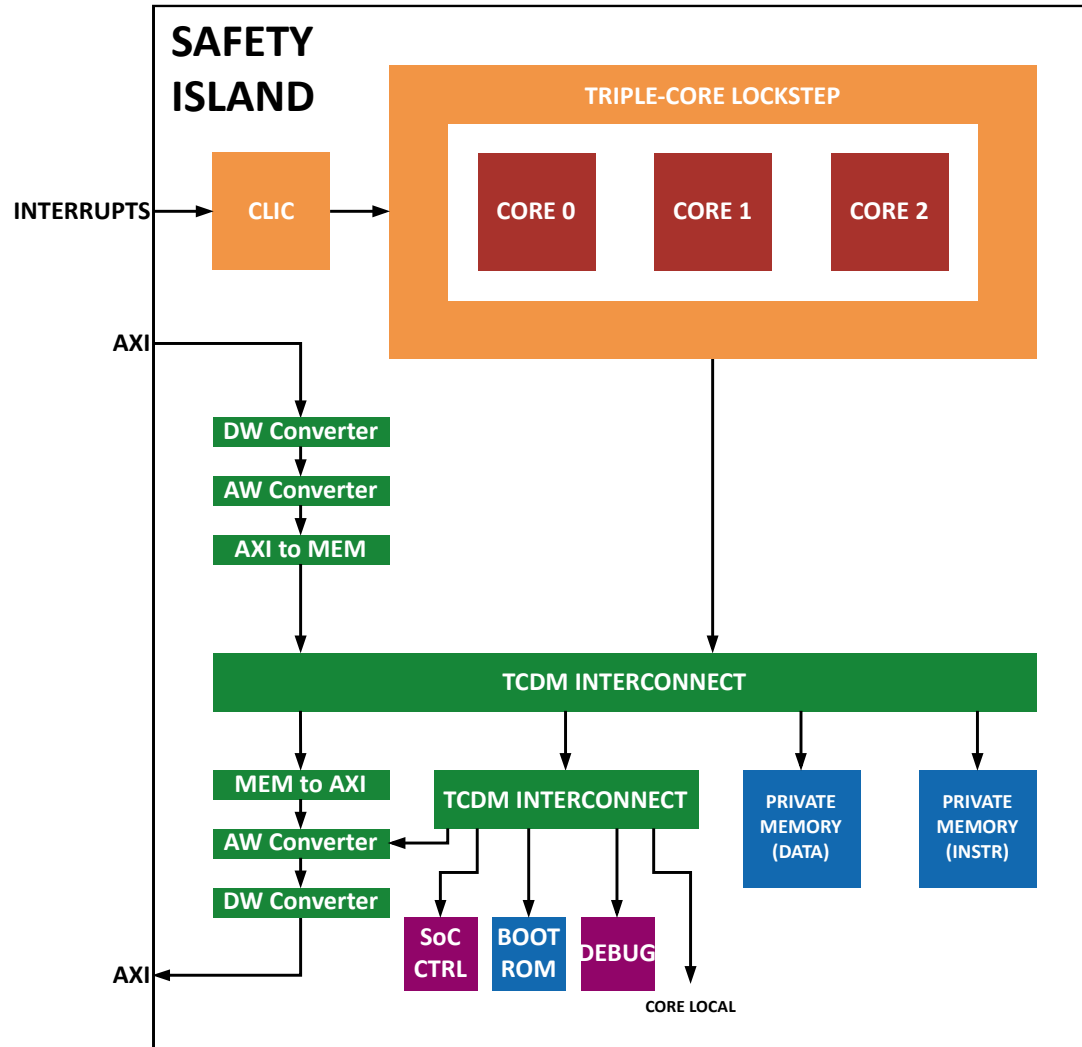 SAFETY
ISLAND
TRIPLE-CORE LOCKSTEP
INTERRUPTS
CLIC
CORE 0
CORE 1
CORE 2
AXI
DW Converter
AW Converter
AXI to MEM
TCDM INTERCONNECT
MEM to AXI
TCDM INTERCONNECT
PRIVATE
MEMORY
(DATA)
PRIVATE
MEMORY
(INSTR)
AW Converter
DW Converter
SoC
CTRL
BOOT
ROM
DEBUG
AXI
CORE LOCAL